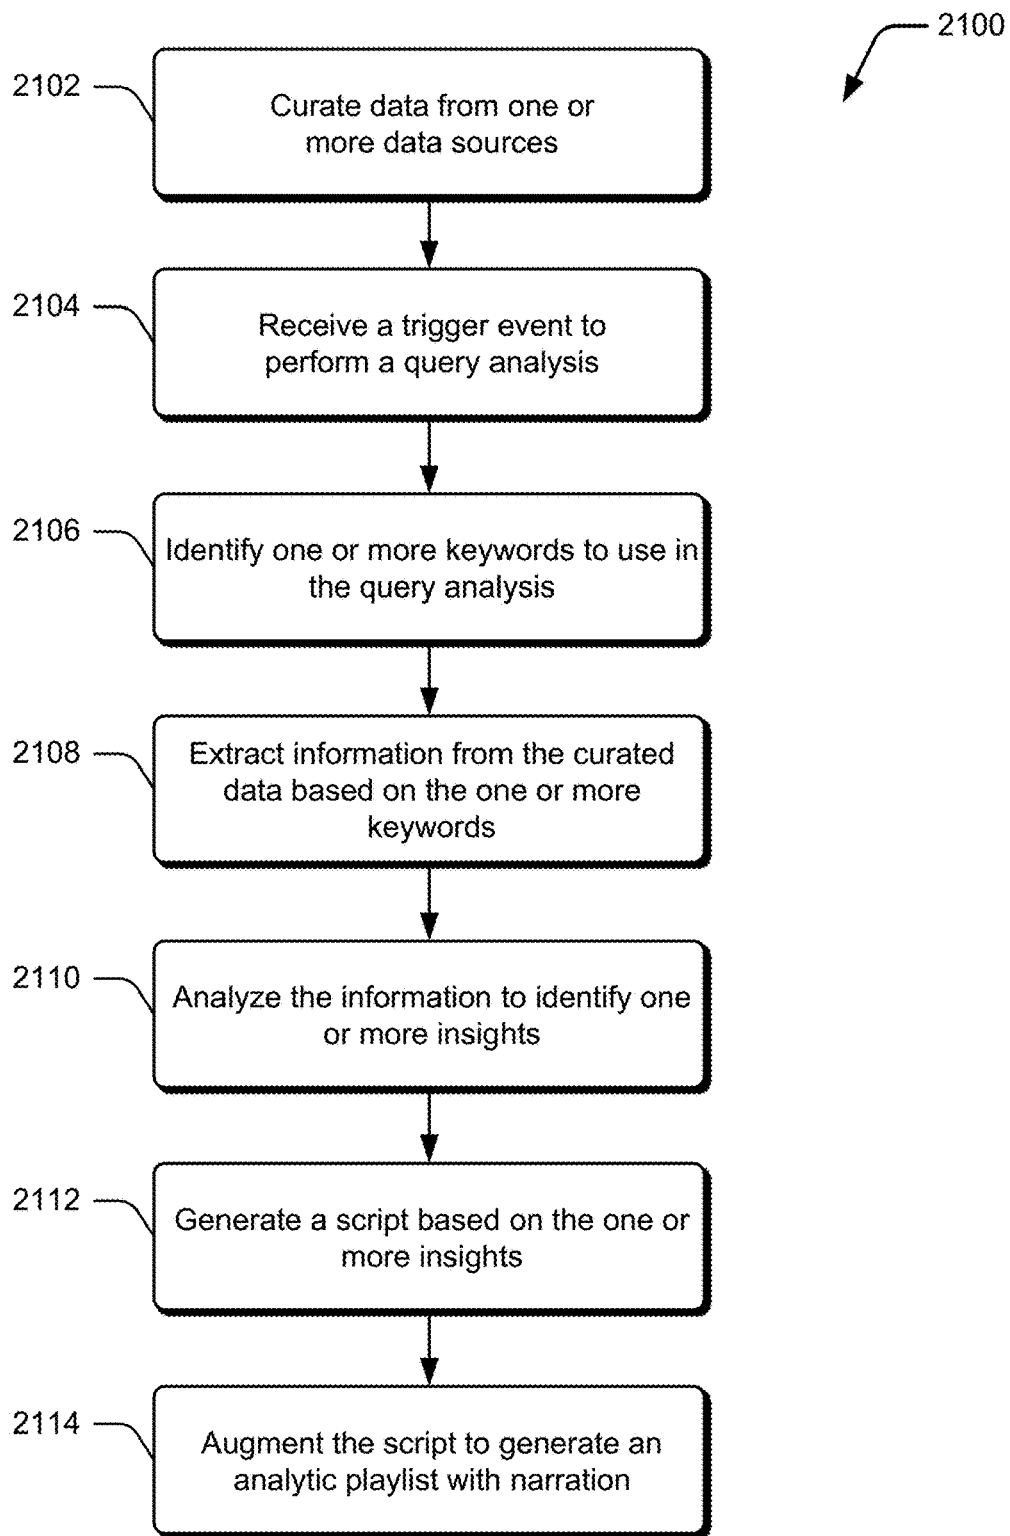 2100
2102
Curate data from one or
more data sources
2104
Receive a trigger event to
perform a query analysis
2106
Identify one or more keywords to use in
the query analysis
2108
Extract information from the curated
data based on the one or more
keywords
2110
Analyze the information to identify one
or more insights
2112
Generate a script based on the one or
more insights
2114
Augment the script to generate an
analytic playlist with narration